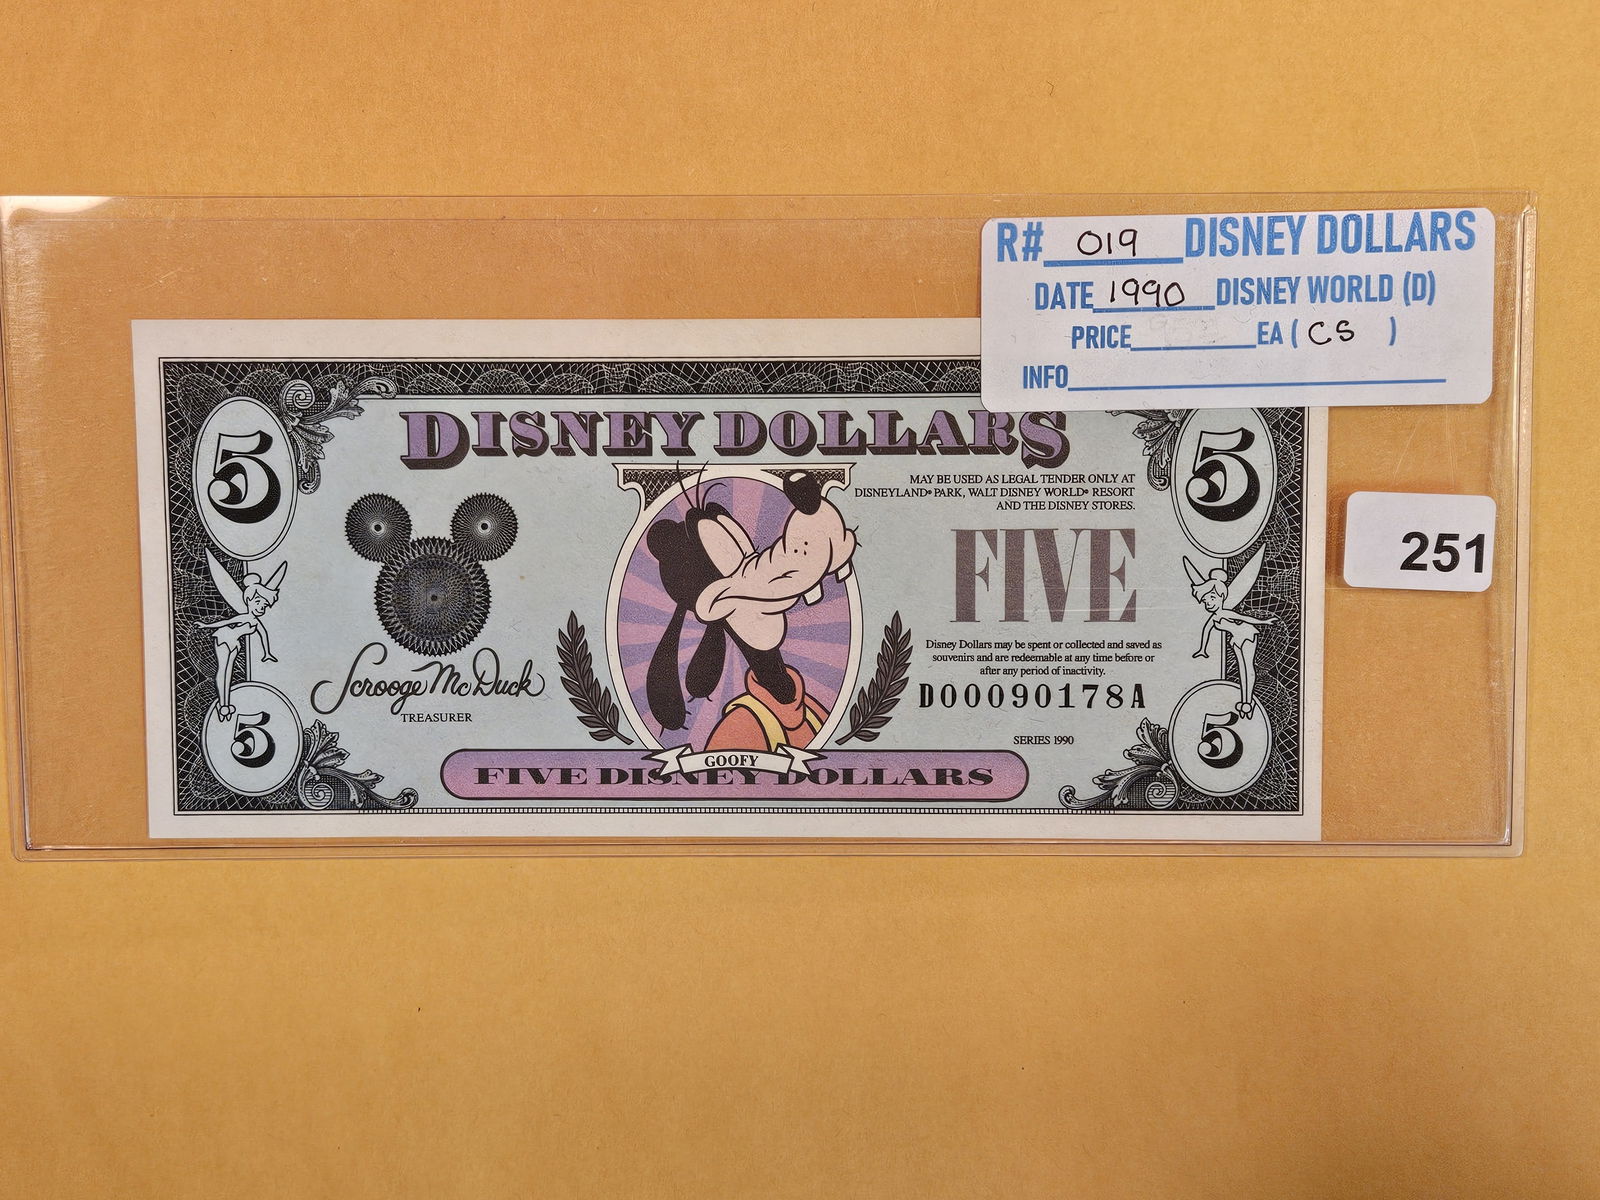 R# 019 DISNEY DOLLARS
DATE 1990 DISNEY WORLD (D)
PRICE EA ( CS )
INFO
5
5
DISNEY DOLLARS
MAY BE USED AS LEGAL TENDER ONLY AT
DISNEYLAND® PARK, WALT DISNEY WORLD® RESORT
AND THE DISNEY STORES.
FIVE
251
Disney Dollars may be spent or collected and saved as
souvenirs and are redeemable at any time before or
after any period of inactivity.
D00090178A
Scrooge McDuck
TREASURER
SERIES 1990
5
5
GOOFY
FIVE DISNEY DOLLARS